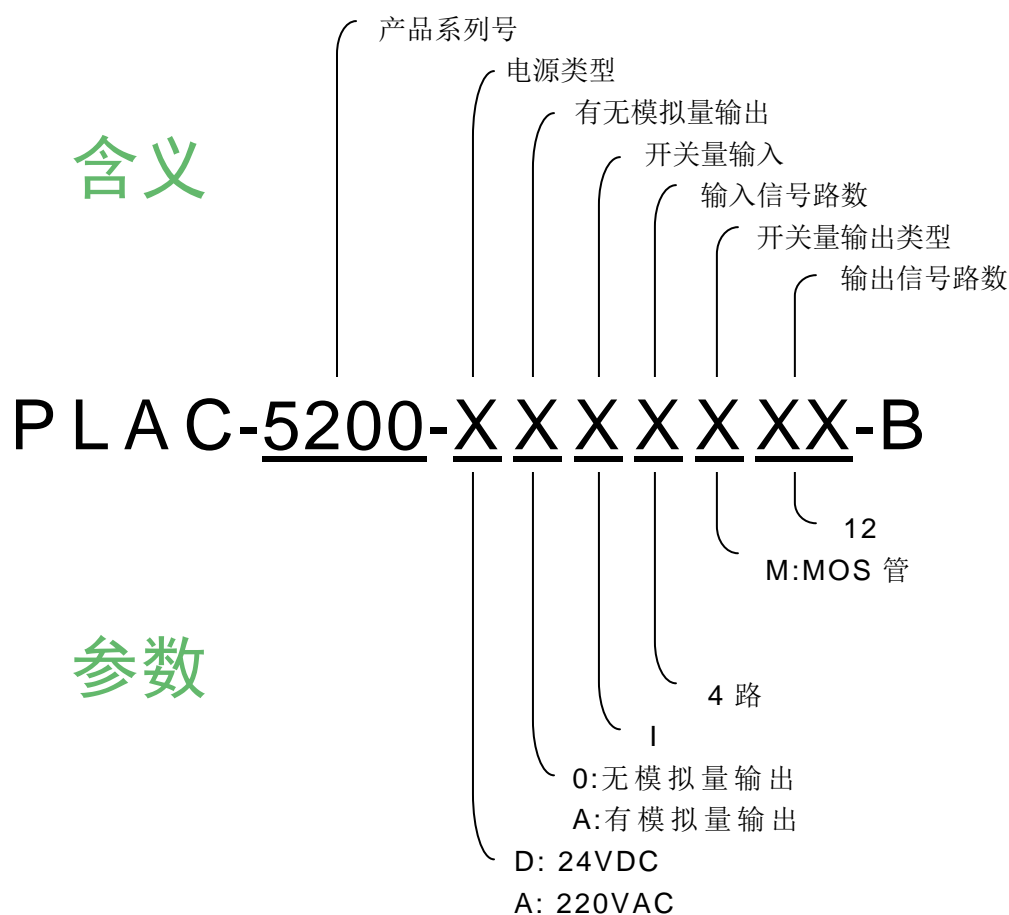 产品系列号
电源类型
有无模拟量输出
含义
开关量输入
输入信号路数
开关量输出类型
输出信号路数
PLAC-5200-X X X X X XX-B
12
M:MOS 管
参数
4 路
I
0:无模拟量输出
A:有模拟量输出
D: 24VDC
A: 220VAC